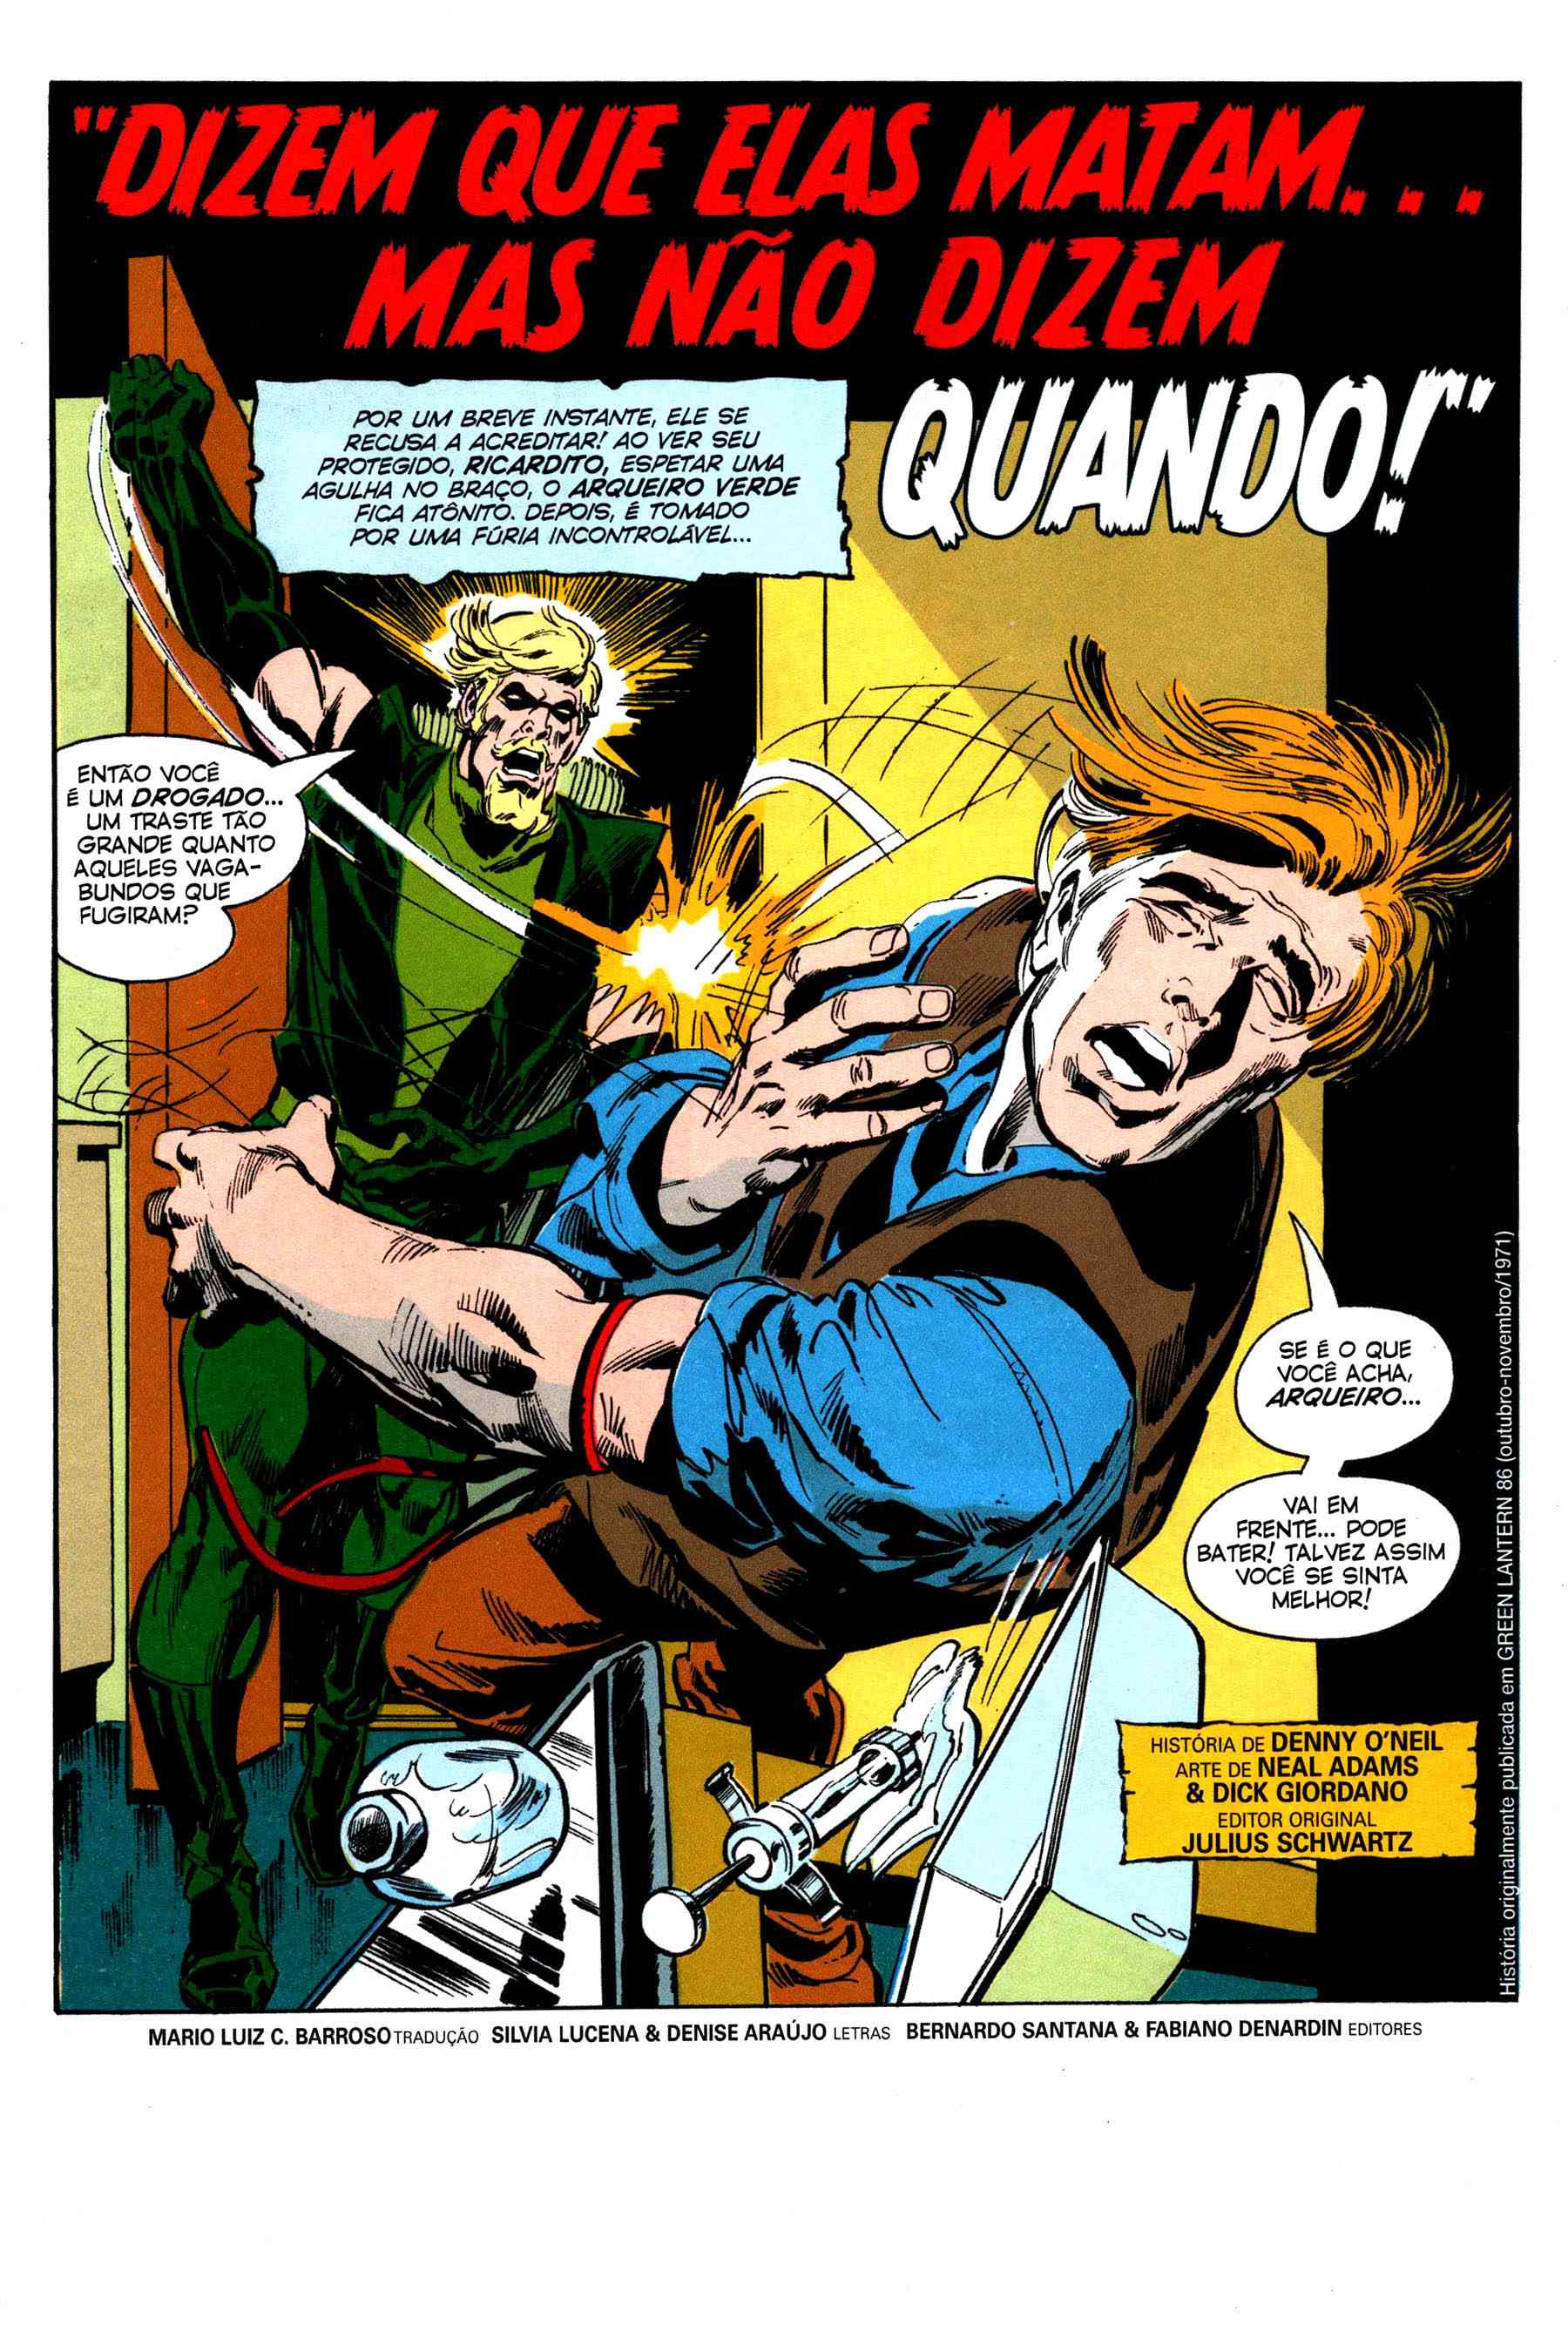 "DIZEM QUE ELAS MATAM...
MAS NÃO DIZEM
QUANDO!"
POR UM BREVE INSTANTE, ELE SE
RECUSA A ACREDITAR! AO VER SEU
PROTEGIDO, RICARDITO, ESPETAR UMA
AGULHA NO BRAÇO, O ARQUEIRO VERDE
FICA ATÔNITO. DEPOIS, É TOMADO
POR UMA FÚRIA INCONTROLÁVEL...
ENTÃO VOCÊ
É UM DROGADO...
UM TRASTE TÃO
GRANDE QUANTO
AQUELES VAGA-
BUNDOS QUE
FUGIRAM?
SE É O QUE
VOCÊ ACHA,
ARQUEIRO...
VAI EM
FRENTE... PODE
BATER! TALVEZ ASSIM
VOCÊ SE SINTA
MELHOR!
HISTÓRIA DE DENNY O'NEIL
ARTE DE NEAL ADAMS
& DICK GIORDANO
EDITOR ORIGINAL
JULIUS SCHWARTZ
História originalmente publicada em GREEN LANTERN 86 (outubro-novembro/1971)
MARIO LUIZ C. BARROSO TRADUÇÃO SILVIA LUCENA & DENISE ARAÚJO LETRAS BERNARDO SANTANA & FABIANO DENARDIN EDITORES